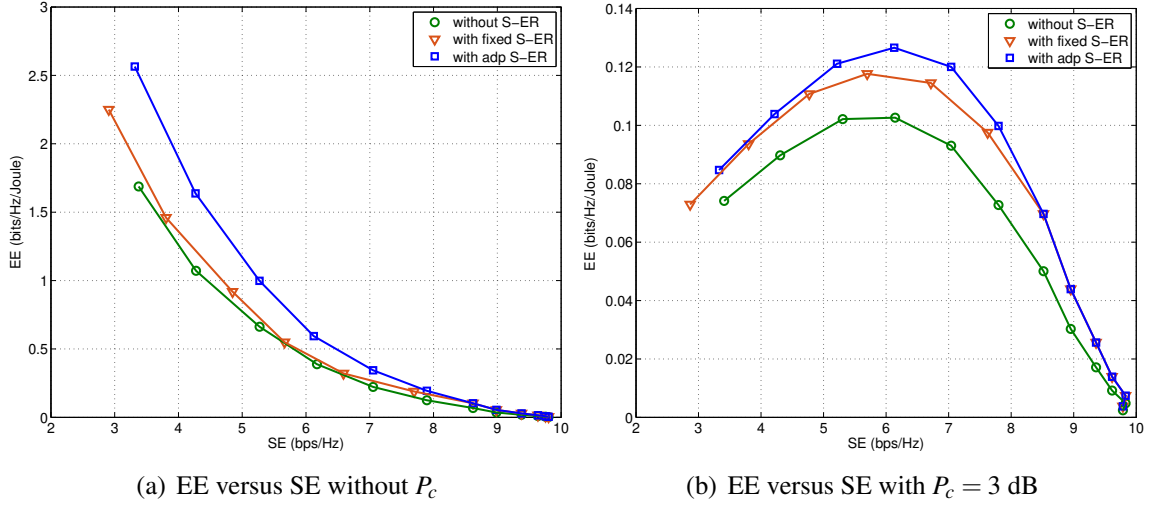 3
2.5
2
1.5
1
0.5
0
EE (bits/Hz/Joule)
2 3 4 5 6 7 8 9 10
SE (bps/Hz)
without S−ER
with fixed S−ER
with adp S−ER
(a) EE versus SE without P_c
0.14
0.12
0.1
0.08
0.06
0.04
0.02
0
EE (bits/Hz/Joule)
2 3 4 5 6 7 8 9 10
SE (bps/Hz)
without S−ER
with fixed S−ER
with adp S−ER
(b) EE versus SE with P_c = 3 dB